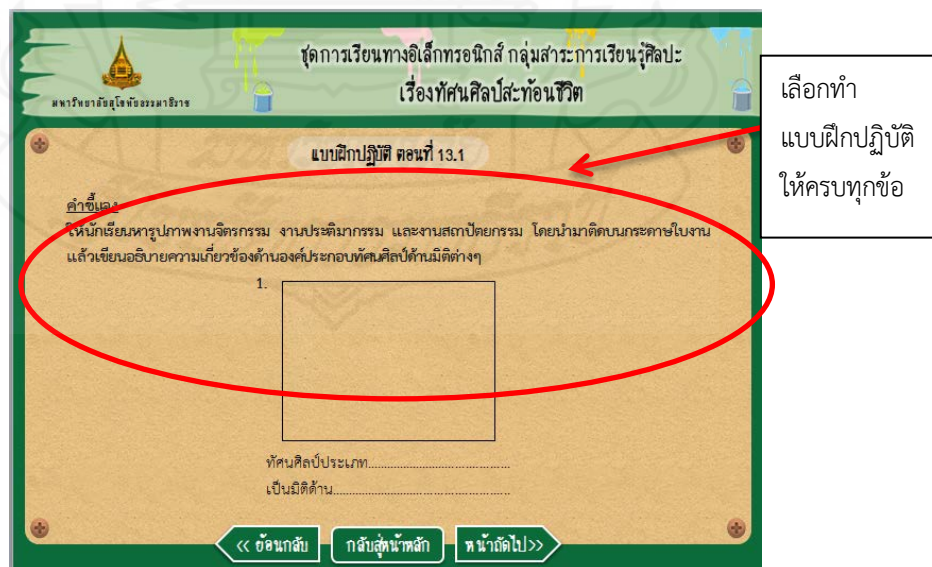 ชุดการเรียนทางอิเล็กทรอนิกส์ กลุ่มสาระการเรียนรู้ศิลปะ
เรื่องทัศนศิลป์สะท้อนชีวิต
มหาวิทยาลัยสุโขทัยธรรมาธิราช
เลือกทำ
แบบฝึกปฏิบัติ
ให้ครบทุกข้อ
แบบฝึกปฏิบัติ ตอนที่ 13.1
คำชี้แจง
ให้นักเรียนหารูปภาพงานจิตรกรรม งานประติมากรรม และงานสถาปัตยกรรม โดยนำมาติดบนกระดาษใบงาน
แล้วเขียนอธิบายความเกี่ยวข้องด้านองค์ประกอบทัศนศิลป์ด้านมิติต่างๆ
1.
ทัศนศิลป์ประเภท..........................................
เป็นมิติด้าน....................................................
<< ย้อนกลับ
กลับสู่หน้าหลัก
หน้าถัดไป>>